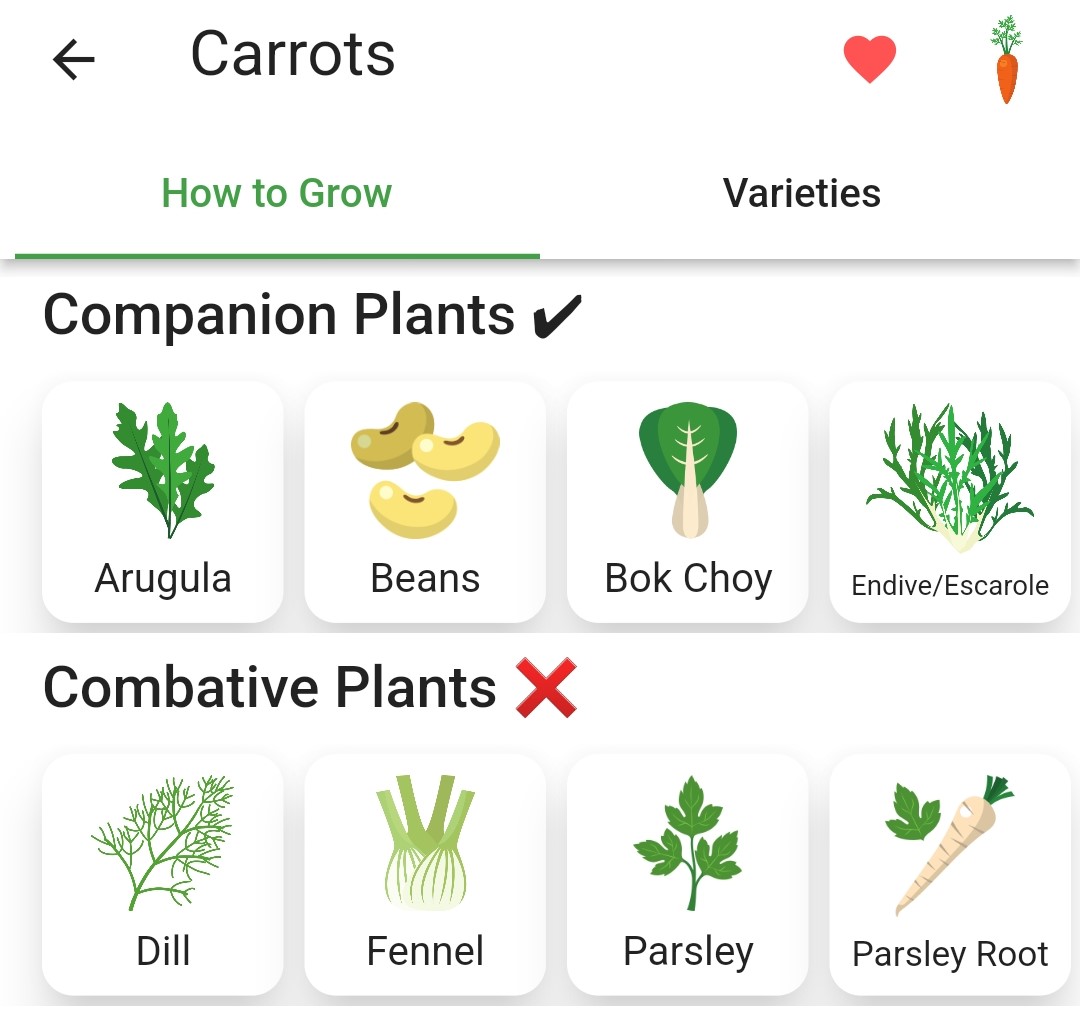 Carrots
How to Grow
Varieties
Companion Plants ✔
Arugula
Beans
Bok Choy
Endive/Escarole
Combative Plants ❌
Dill
Fennel
Parsley
Parsley Root